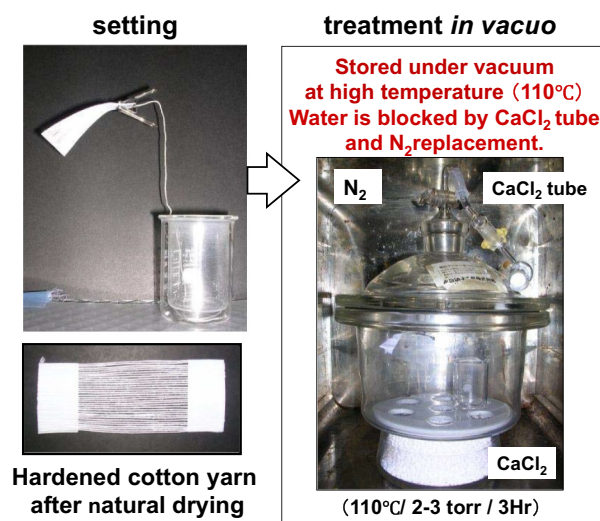 setting
treatment in vacuo
Stored under vacuum
at high temperature（110℃）
Water is blocked by CaCl₂ tube
and N₂replacement.
N₂
CaCl₂ tube
CaCl₂
Hardened cotton yarn
after natural drying
(110℃/ 2-3 torr / 3Hr)